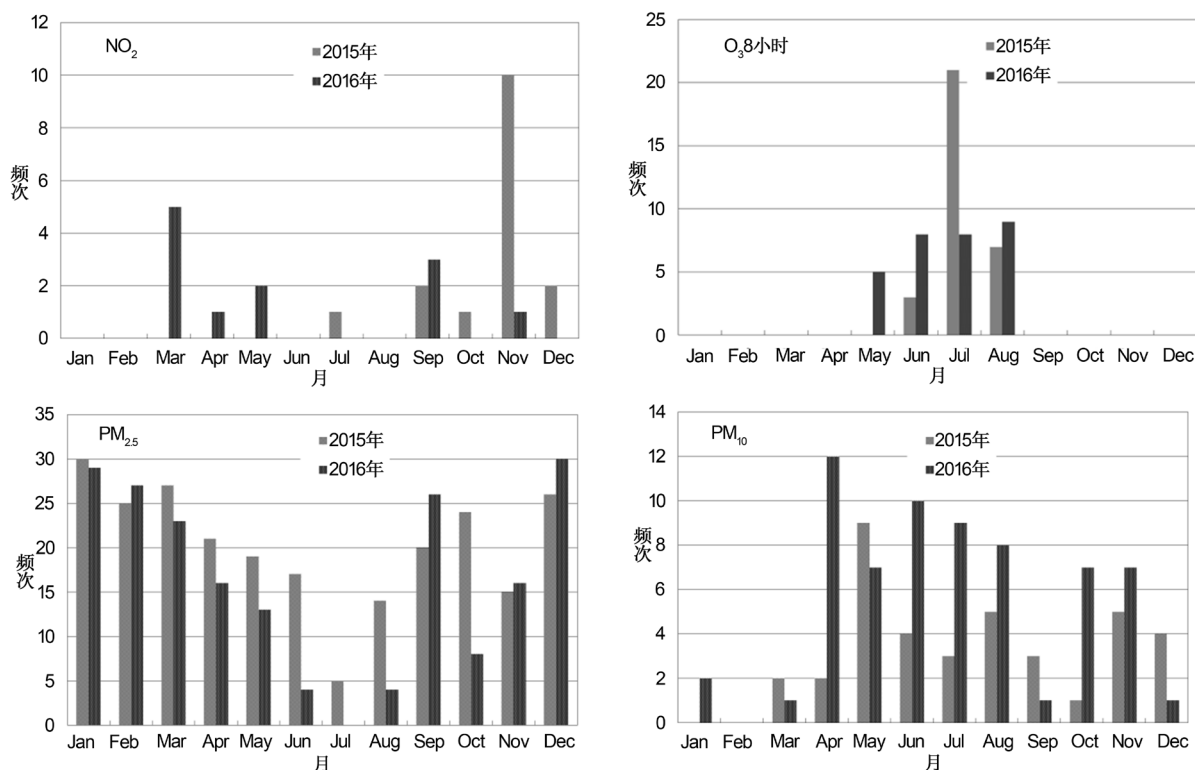 NO2
2015年
2016年
12
10
8
6
4
2
0
频次
Jan Feb Mar Apr May Jun Jul Aug Sep Oct Nov Dec
月
O38小时
2015年
2016年
25
20
15
10
5
0
频次
Jan Feb Mar Apr May Jun Jul Aug Sep Oct Nov Dec
月
PM2.5
2015年
2016年
35
30
25
20
15
10
5
0
频次
Jan Feb Mar Apr May Jun Jul Aug Sep Oct Nov Dec
月
PM10
2015年
2016年
14
12
10
8
6
4
2
0
频次
Jan Feb Mar Apr May Jun Jul Aug Sep Oct Nov Dec
月